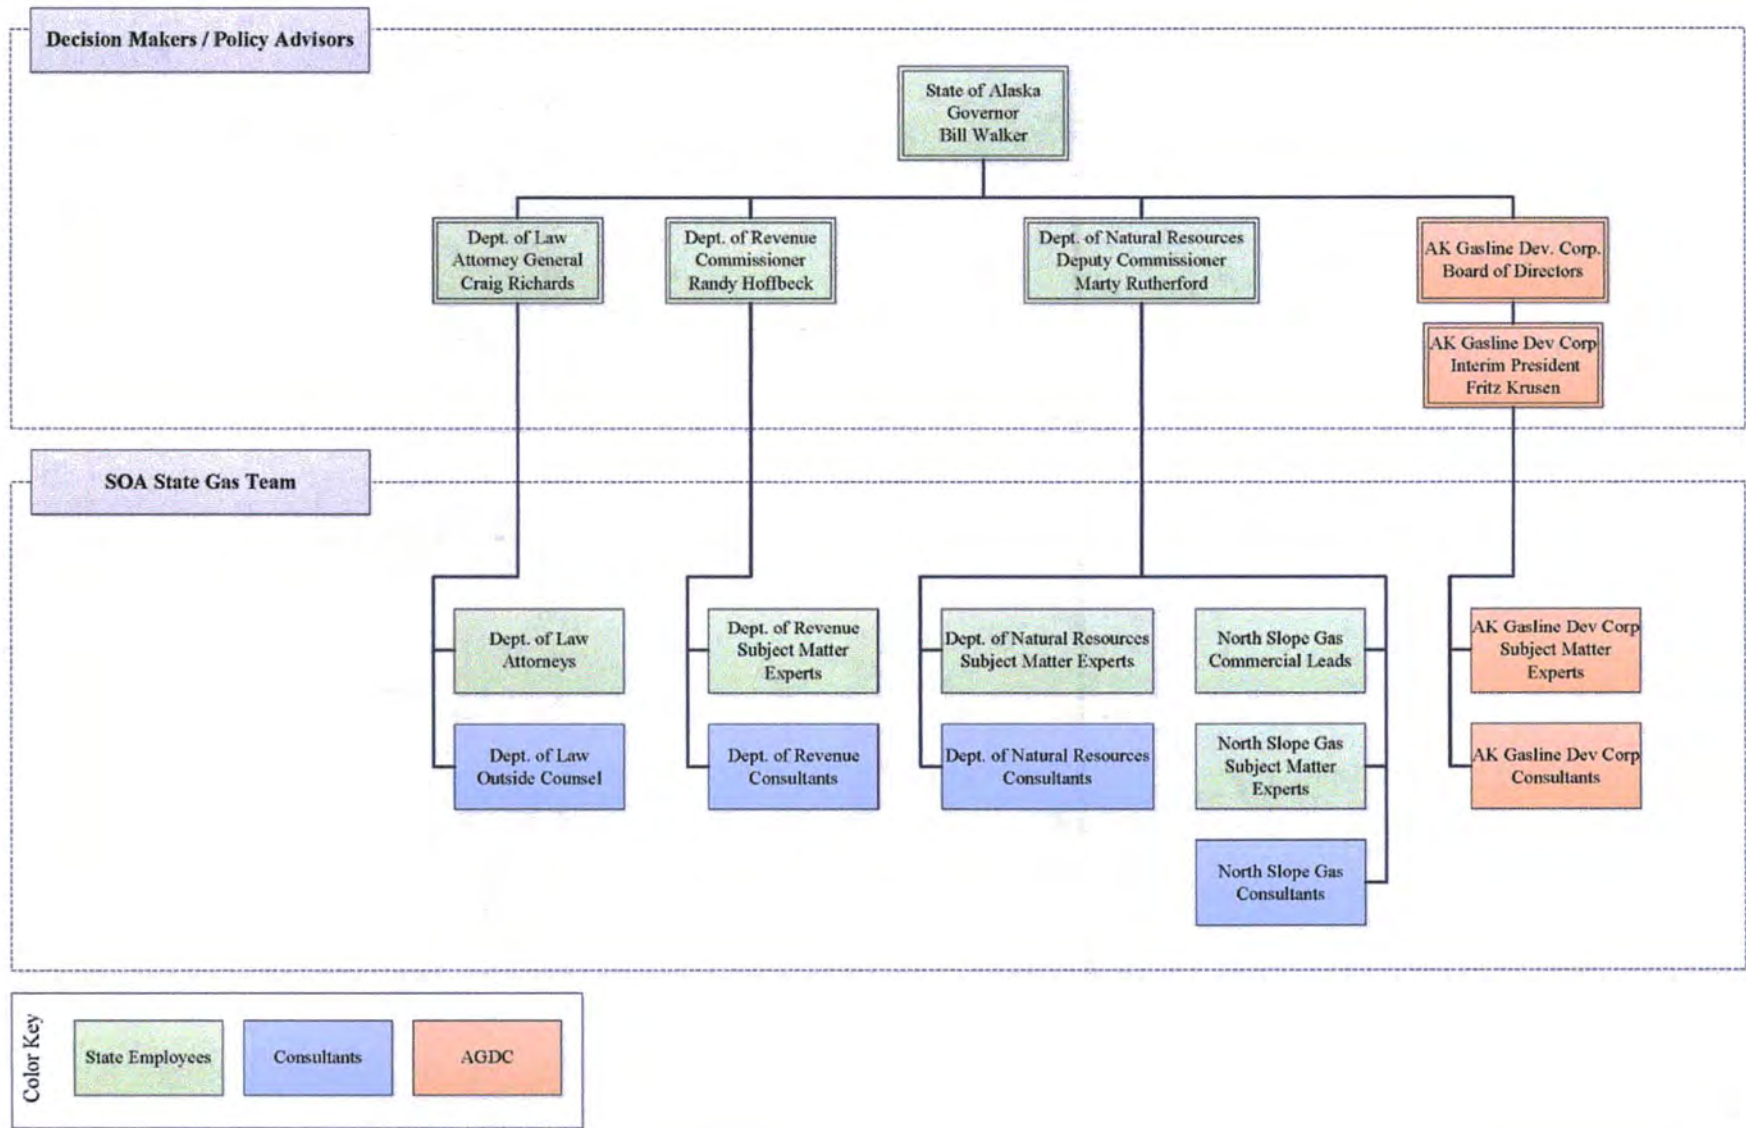 Decision Makers / Policy Advisors
State of Alaska
Governor
Bill Walker
Dept. of Law
Attorney General
Craig Richards
Dept. of Revenue
Commissioner
Randy Hoffbeck
Dept. of Natural Resources
Deputy Commissioner
Marty Rutherford
AK Gasline Dev. Corp.
Board of Directors
AK Gasline Dev Corp
Interim President
Fritz Krusen
SOA State Gas Team
Dept. of Law
Attorneys
Dept. of Revenue
Subject Matter
Experts
Dept. of Natural Resources
Subject Matter Experts
North Slope Gas
Commercial Leads
AK Gasline Dev Corp
Subject Matter
Experts
Dept. of Law
Outside Counsel
Dept. of Revenue
Consultants
Dept. of Natural Resources
Consultants
North Slope Gas
Subject Matter
Experts
AK Gasline Dev Corp
Consultants
North Slope Gas
Consultants
Color Key
State Employees
Consultants
AGDC